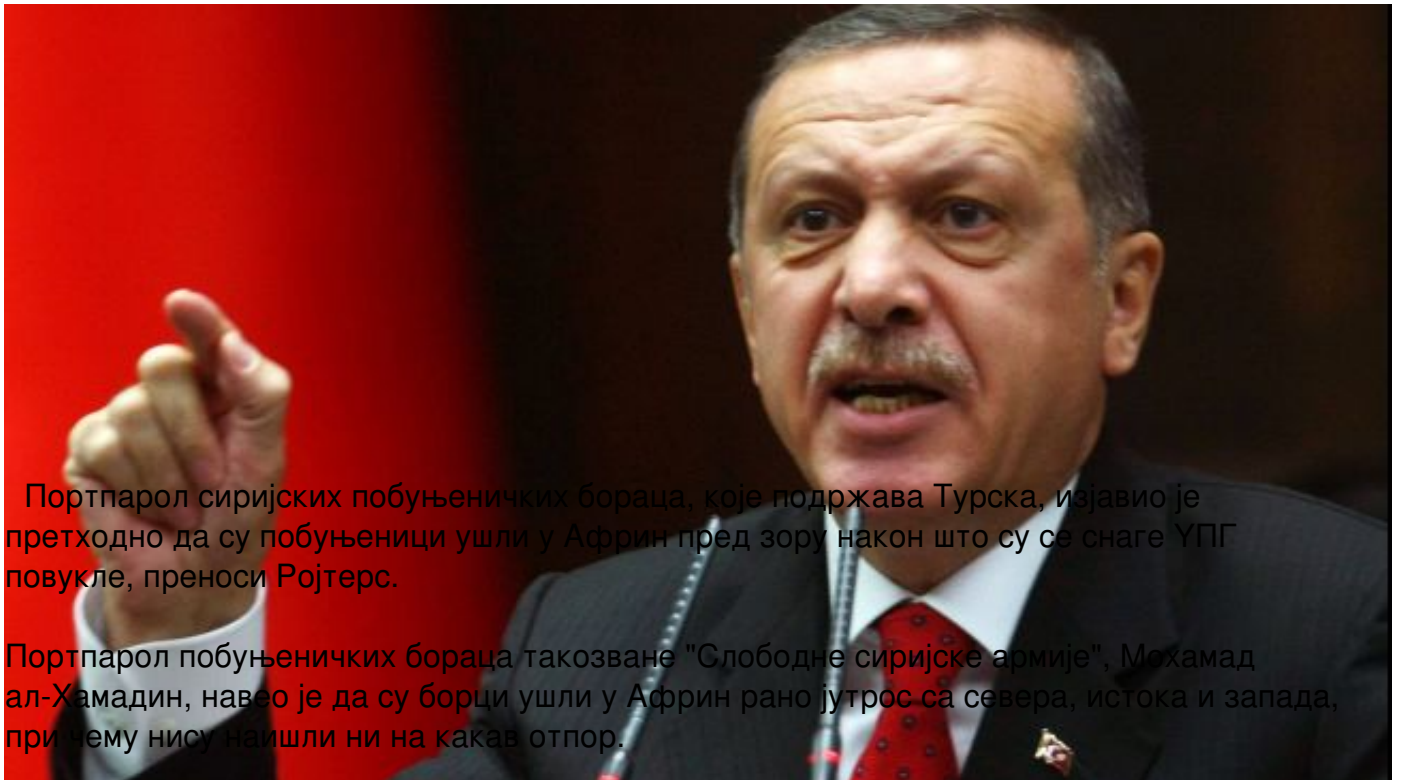 Портпарол сиријских побуњеничких бораца, које подржава Турска, изјавио је
претходно да су побуњеници ушли у Африн пред зору након што су се снаге YПГ
повукле, преноси Ројтерс.
Портпарол побуњеничких бораца такозване "Слободне сиријске армије", Мохамад
ал-Хамадин, навео је да су борци ушли у Африн рано јутрос са севера, истока и запада,
при чему нису наишли ни на какав отпор.